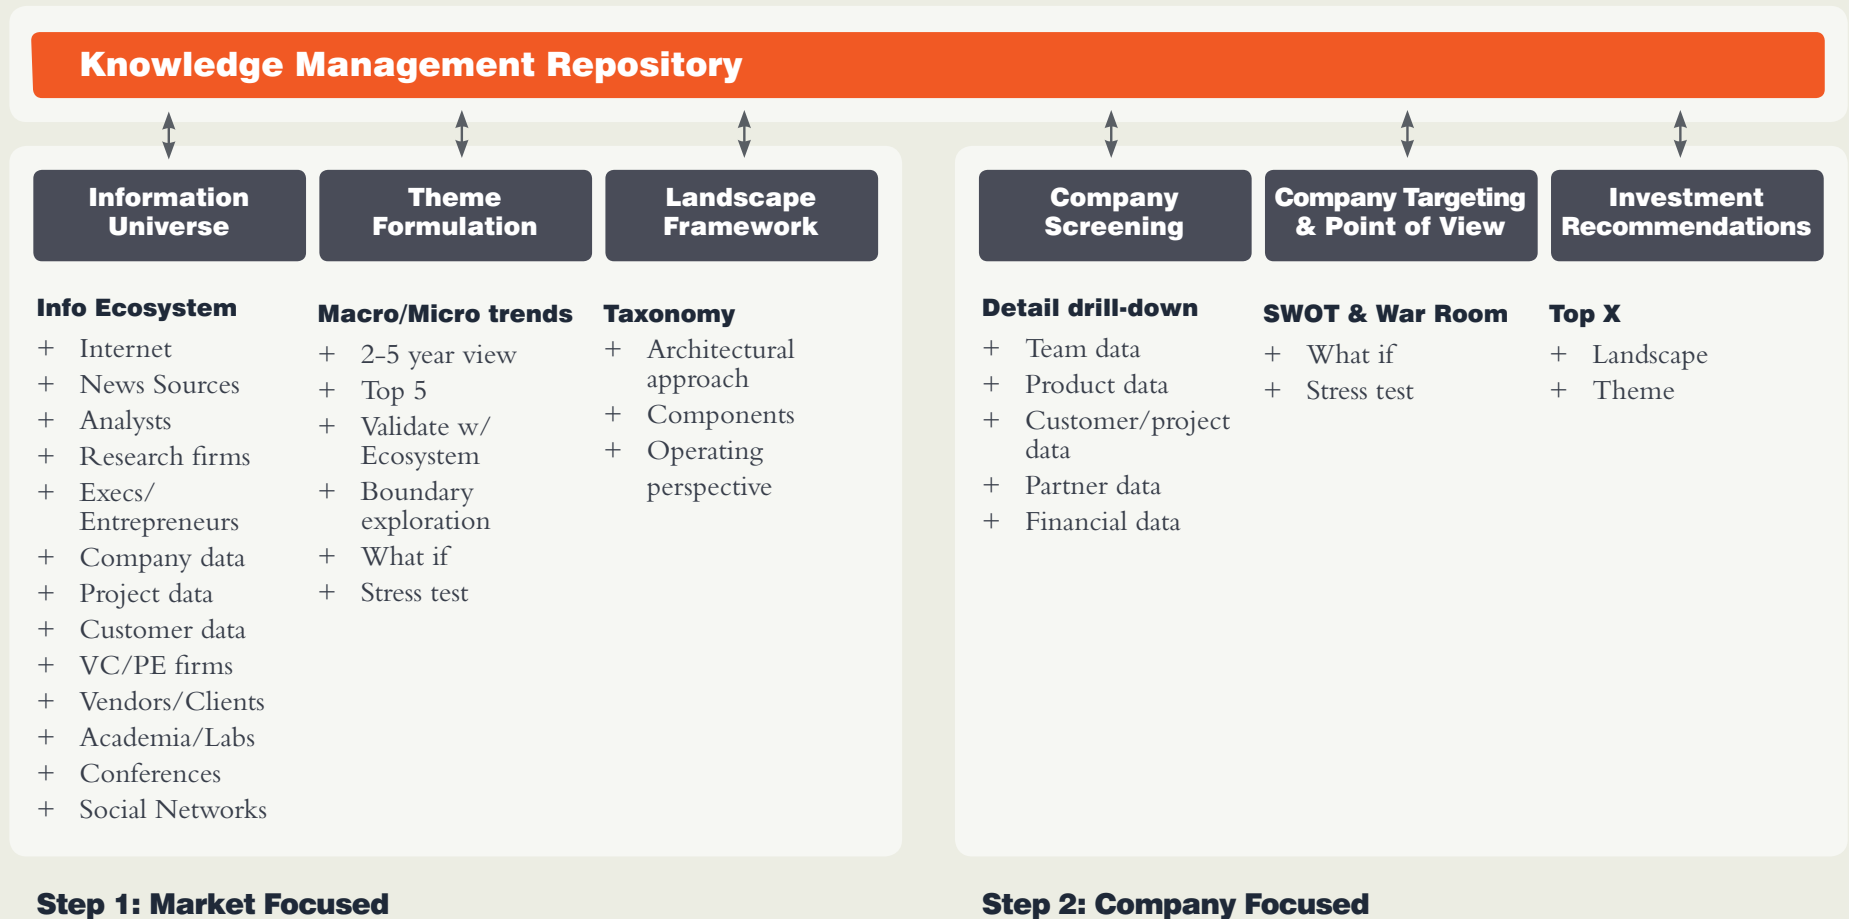 Knowledge Management Repository
Information
Universe
Theme
Formulation
Landscape
Framework
Company
Screening
Company Targeting
& Point of View
Investment
Recommendations
Info Ecosystem
+ Internet
+ News Sources
+ Analysts
+ Research firms
+ Execs/
Entrepreneurs
+ Company data
+ Project data
+ Customer data
+ VC/PE firms
+ Vendors/Clients
+ Academia/Labs
+ Conferences
+ Social Networks
Macro/Micro trends
+ 2-5 year view
+ Top 5
+ Validate w/
Ecosystem
+ Boundary
exploration
+ What if
+ Stress test
Taxonomy
+ Architectural
approach
+ Components
+ Operating
perspective
Detail drill-down
+ Team data
+ Product data
+ Customer/project
data
+ Partner data
+ Financial data
SWOT & War Room
+ What if
+ Stress test
Top X
+ Landscape
+ Theme
Step 1: Market Focused
Step 2: Company Focused